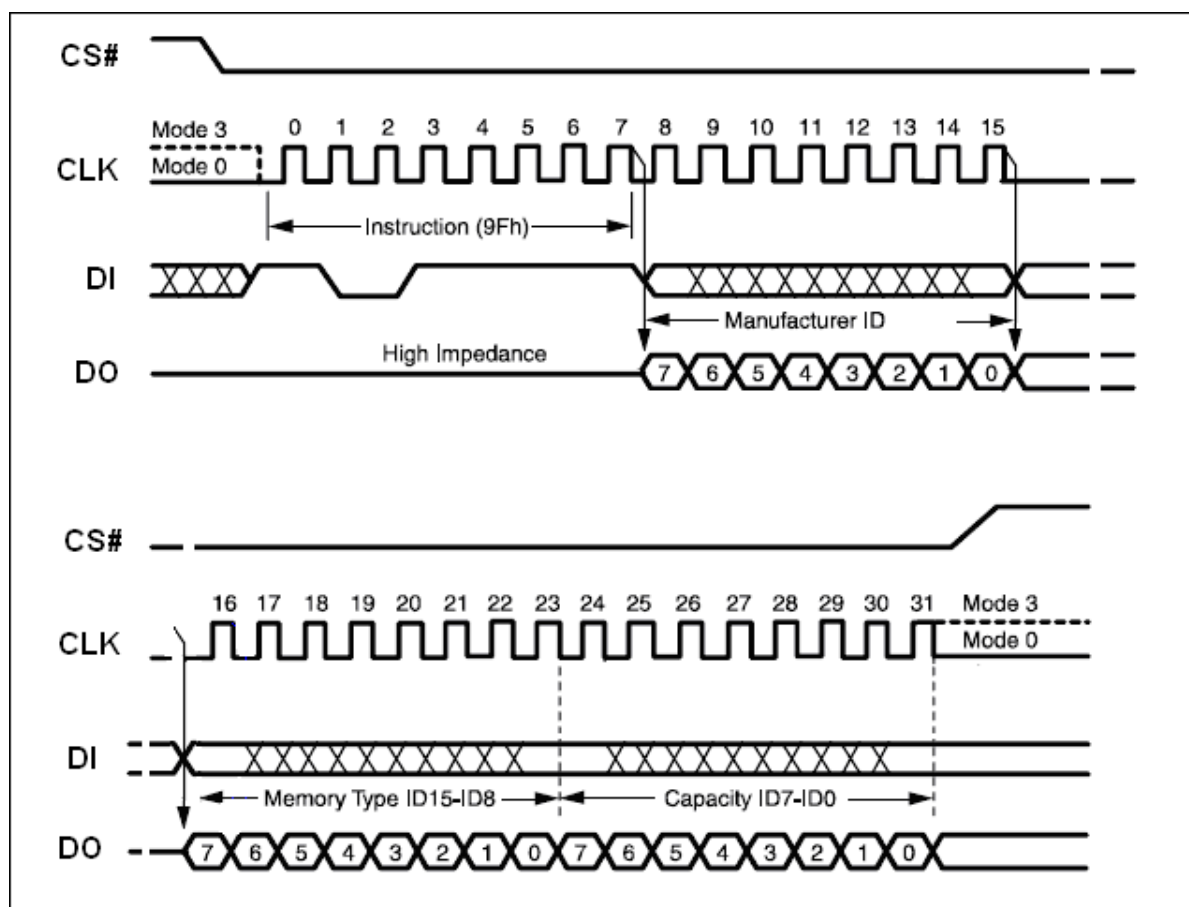 CS#
Mode 3
0 1 2 3 4 5 6 7 8 9 10 11 12 13 14 15
CLK
Mode 0
Instruction (9Fh)
DI
Manufacturer ID
High Impedance
DO
7 6 5 4 3 2 1 0
CS#
16 17 18 19 20 21 22 23 24 25 26 27 28 29 30 31
Mode 3
CLK
Mode 0
DI
Memory Type ID15-ID8
Capacity ID7-ID0
DO
7 6 5 4 3 2 1 0 7 6 5 4 3 2 1 0